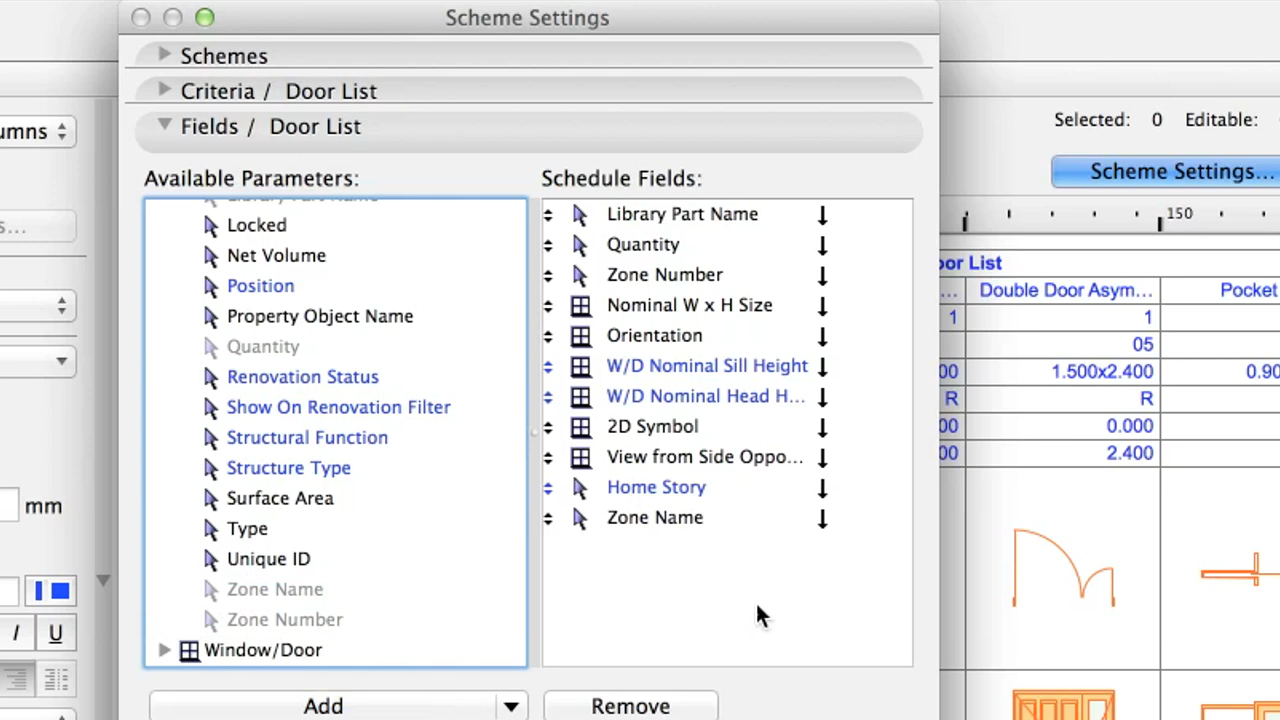 Scheme Settings
Schemes
Criteria / Door List
Fields / Door List
umns
Selected: 0 Editable:
Scheme Settings...
Available Parameters:
Schedule Fields:
Locked
Net Volume
Position
Property Object Name
Quantity
Renovation Status
Show On Renovation Filter
Structural Function
Structure Type
Surface Area
Type
Unique ID
Zone Name
Zone Number
Window/Door
Library Part Name
Quantity
Zone Number
Nominal W x H Size
Orientation
W/D Nominal Sill Height
W/D Nominal Head H...
2D Symbol
View from Side Oppo...
Home Story
Zone Name
Add
Remove
s...
mm
I U
150
oor List
... Double Door Asym... Pocket
1 1
05
00 1.500x2.400 0.90
R R
00 0.000
00 2.400